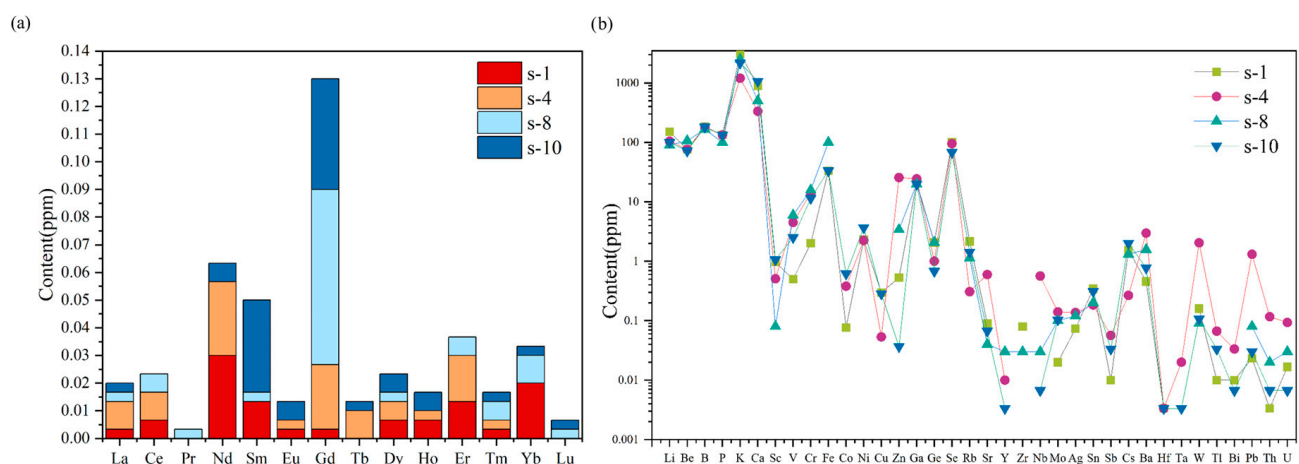 (a)
0.14
0.13
0.12
0.11
0.10
0.09
0.08
0.07
0.06
0.05
0.04
0.03
0.02
0.01
0.00
Content(ppm)
s-1
s-4
s-8
s-10
La Ce Pr Nd Sm Eu Gd Tb Dy Ho Er Tm Yb Lu
(b)
1000
100
10
1
0.1
0.01
0.001
Content(ppm)
s-1
s-4
s-8
s-10
Li Be B P K Ca Sc V Cr Fe Co Ni Cu Zn Ga Ge Se Rb Sr Y Zr Nb Mo Ag Sn Sb Cs Ba Hf Ta W Tl Bi Pb Th U